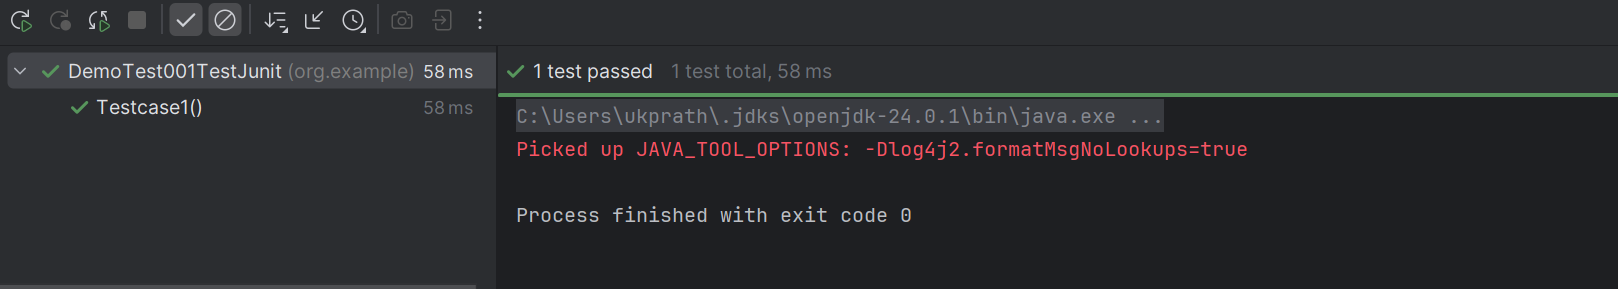 DemoTest001TestJunit (org.example) 58 ms
Testcase1() 58 ms
1 test passed 1 test total, 58 ms
C:\Users\ukprath\.jdks\openjdk-24.0.1\bin\java.exe ...
Picked up JAVA_TOOL_OPTIONS: -Dlog4j2.formatMsgNoLookups=true
Process finished with exit code 0